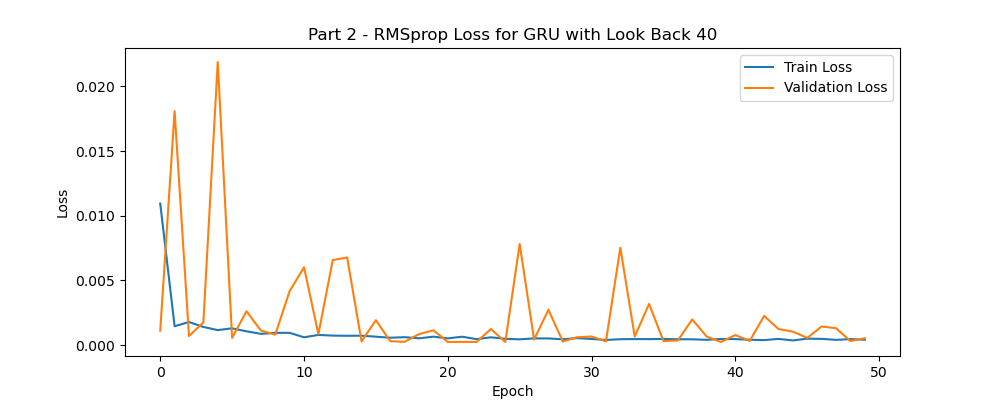 Part 2 - RMSprop Loss for GRU with Look Back 40
Train Loss
Validation Loss
Loss
0.020
0.015
0.010
0.005
0.000
0 10 20 30 40 50
Epoch